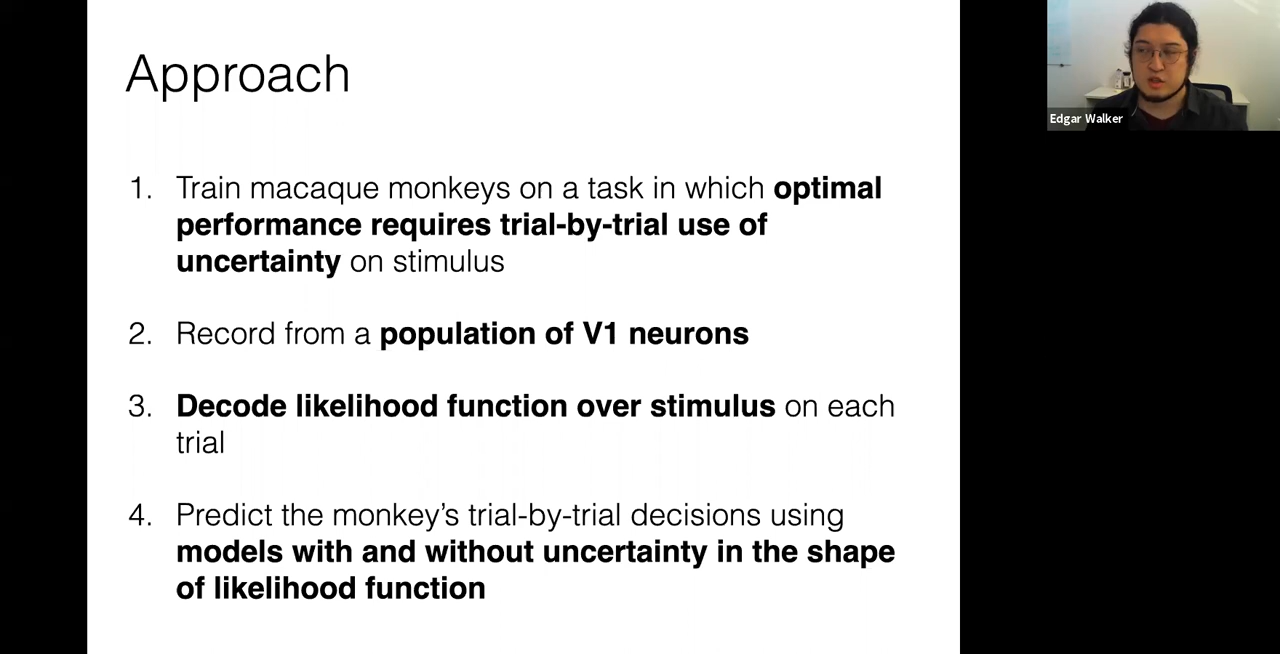 Approach
1. Train macaque monkeys on a task in which optimal
performance requires trial-by-trial use of
uncertainty on stimulus
2. Record from a population of V1 neurons
3. Decode likelihood function over stimulus on each
trial
4. Predict the monkey’s trial-by-trial decisions using
models with and without uncertainty in the shape
of likelihood function
Edgar Walker